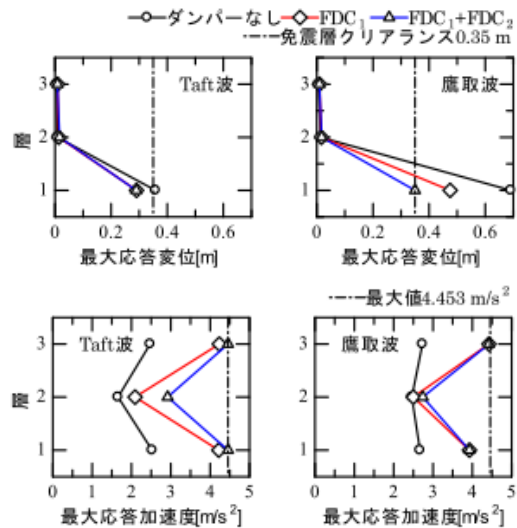 ダンパーなし FDC₁ FDC₁+FDC₂
免震層クリアランス0.35 m
3 2 1
層
Taft波
0 0.2 0.4 0.6
最大応答変位[m]
鷹取波
0 0.2 0.4 0.6
最大応答変位[m]
最大値4.453 m/s²
3 2 1
層
Taft波
0 1 2 3 4 5
最大応答加速度[m/s²]
3 2 1
鷹取波
0 1 2 3 4 5
最大応答加速度[m/s²]